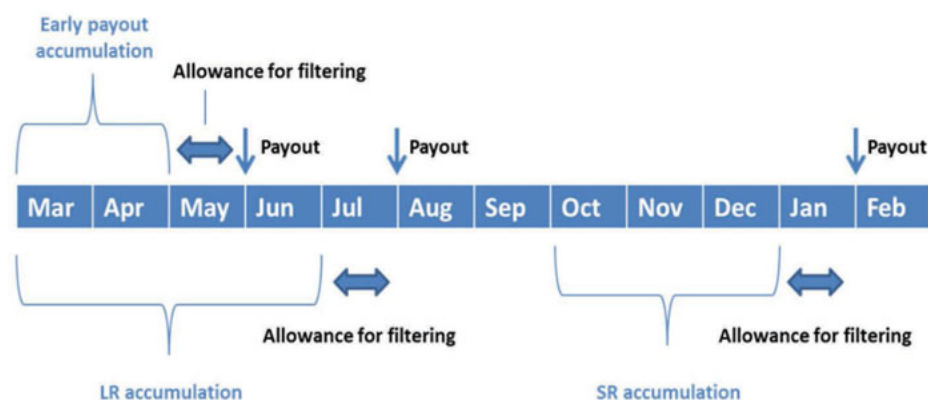 Early payout
accumulation
Allowance for filtering
Payout
Payout
Payout
Mar Apr May Jun Jul Aug Sep Oct Nov Dec Jan Feb
Allowance for filtering
Allowance for filtering
LR accumulation
SR accumulation